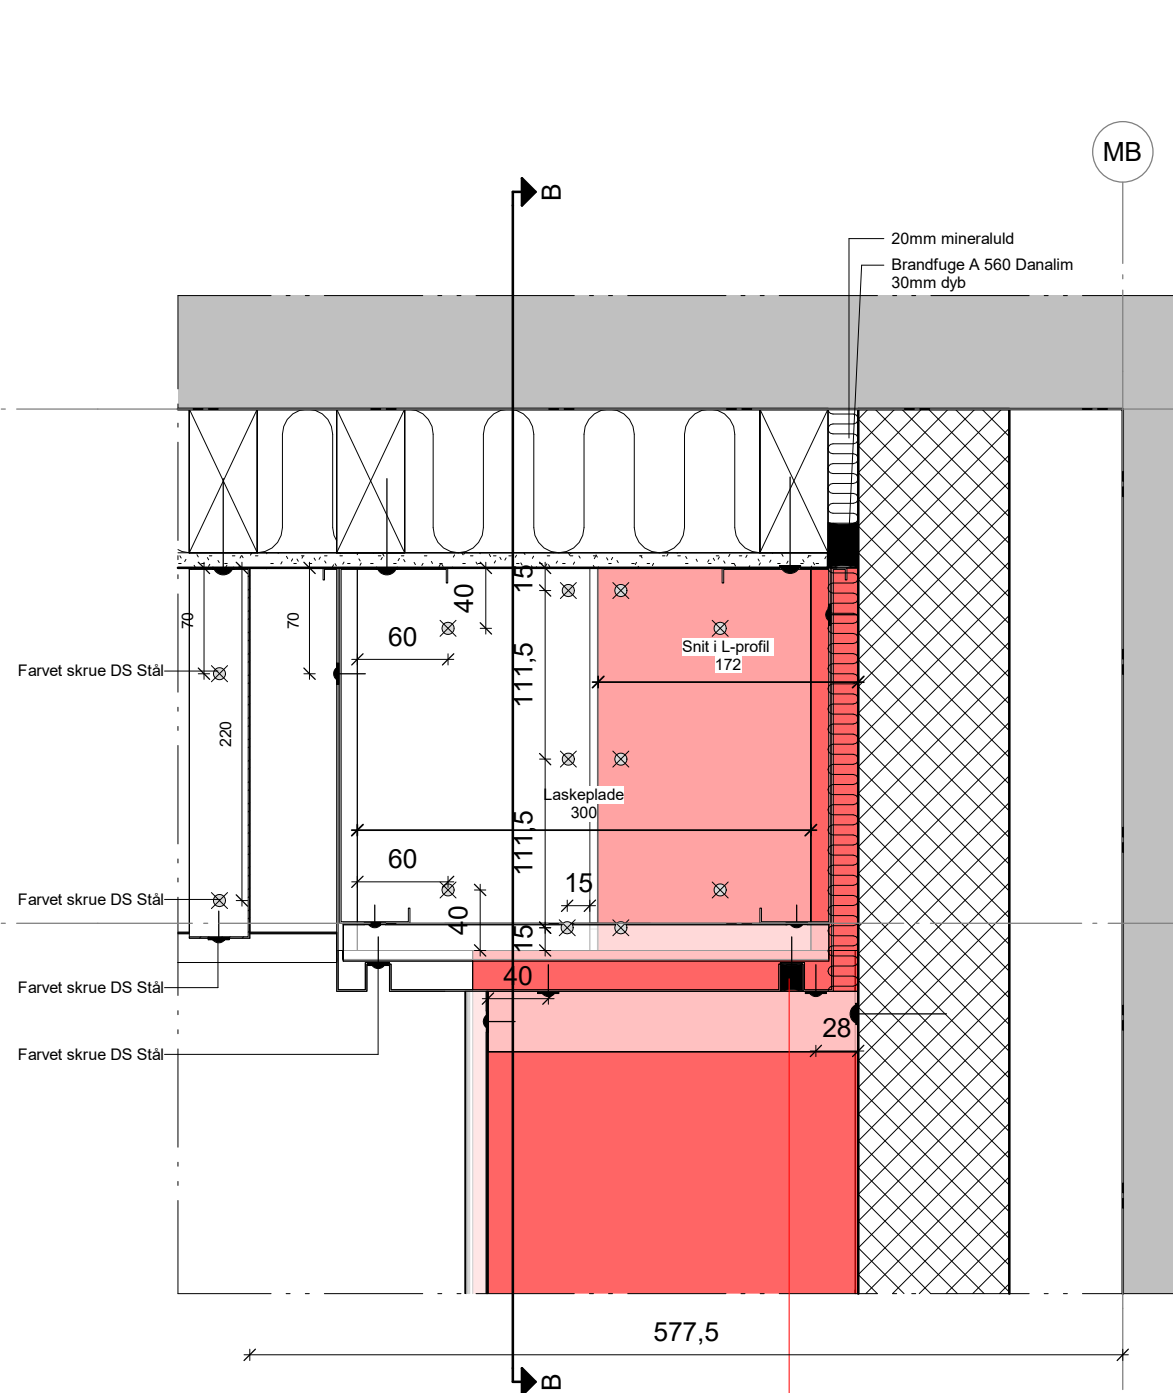 MB
B
20mm mineraluld
Brandfuge A 560 Danalim
30mm dyb
15
40
70
70
60
Snit i L-profil
172
111,5
Farvet skrue DS Stål
220
Laskeplade
300
111,5
60
15
Farvet skrue DS Stål
40
15
40
Farvet skrue DS Stål
28
Farvet skrue DS Stål
577,5
B